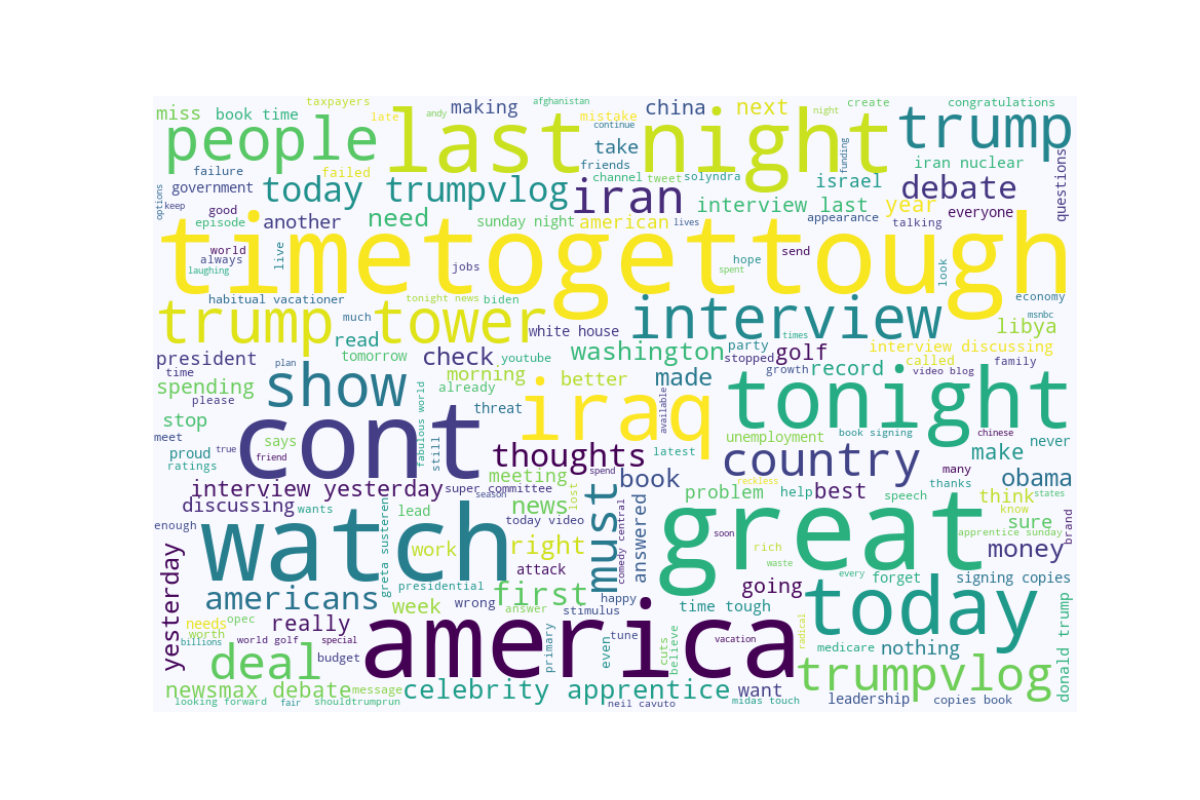 taxpayers
afghanistan
making
china
next
create
congratulations
miss
book time
late
andy
mistake
night
continue
people
last night
trump
take
funding
friends
iran nuclear
questions
failure
failed
channel
tweet
solyndra
israel
government
today trumpvlog
iran
debate
options
keep
good
interview last
year
everyone
episode
another
need
sunday night
american
lives
appearance
talking
timetogettough
world
always
laughing
live
jobs
hope
spent
send
look
habitual vacationer
tonight news
biden
economy
trump tower
much
interview
msnbc
white house
times
libya
read
president
tomorrow
check
youtube
washington
party
stopped
golf
interview discussing
called
family
time
plan
morning
growth
record
video blog
spending
show
already
better
made
please
fabulous world
threat
iraq
available
tonight
stop
cont
meet
says
still
unemployment
book signing
chinese
never
proud
true
friend
thoughts
latest
country
make
ratings
meeting
spend
many
interview yesterday
super committee
season
book
reckless
thanks
obama
discussing
wants
lead
news
lost
must
problem
help
best
speech
think
states
know
enough
watch
greta susteren
today video
comedy central
answered
great
soon
sure
apprentice sunday
brand
yesterday
work
right
rich
money
attack
waste
every
forget
signing copies
presidential
first
going
americans
week
wrong
answer
happy
stimulus
time tough
today
needs
opec
really
worth
billions
world golf
special
america
primary
even
tune
cuts
believe
vacation
radical
medicare
nothing
donald trump
deal
budget
trumpvlog
newsmax debate
message
celebrity apprentice
want
leadership
copies book
looking forward
fair
shouldtrumprun
neil cavuto
midas touch